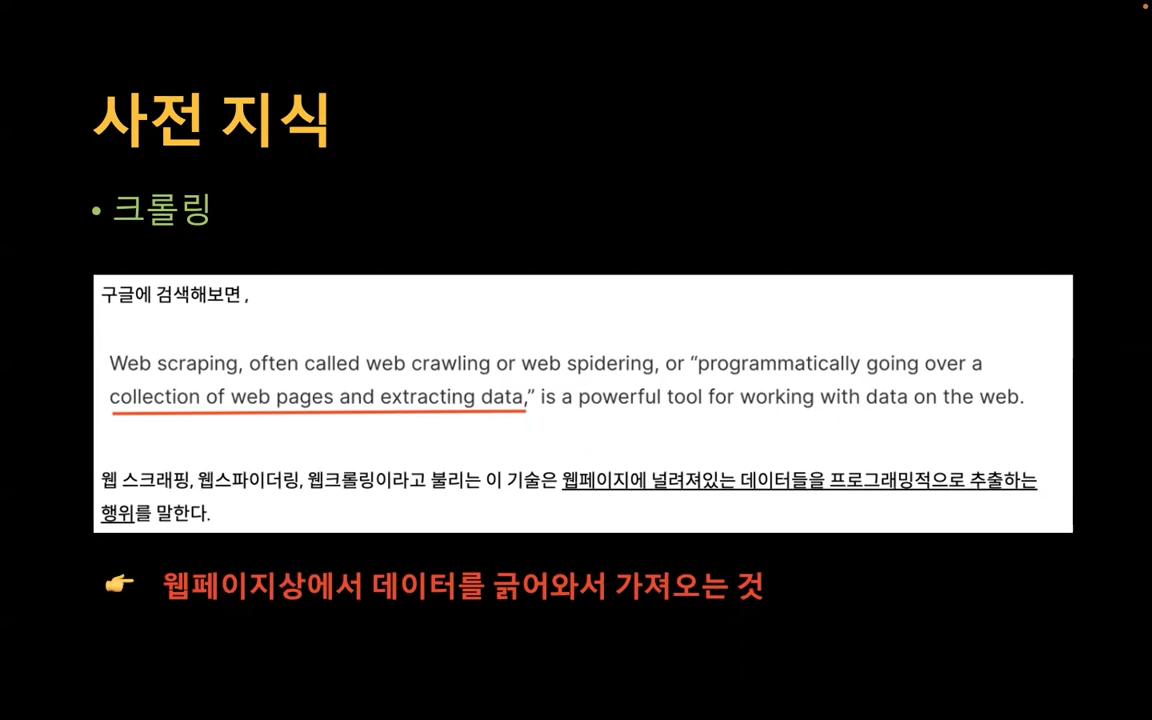 사전 지식
• 크롤링
구글에 검색해보면 ,
Web scraping, often called web crawling or web spidering, or “programmatically going over a
collection of web pages and extracting data,” is a powerful tool for working with data on the web.
웹 스크래핑, 웹스파이더링, 웹크롤링이라고 불리는 이 기술은 웹페이지에 널려져있는 데이터들을 프로그래밍적으로 추출하는
행위를 말한다.
👉 웹페이지상에서 데이터를 긁어와서 가져오는 것